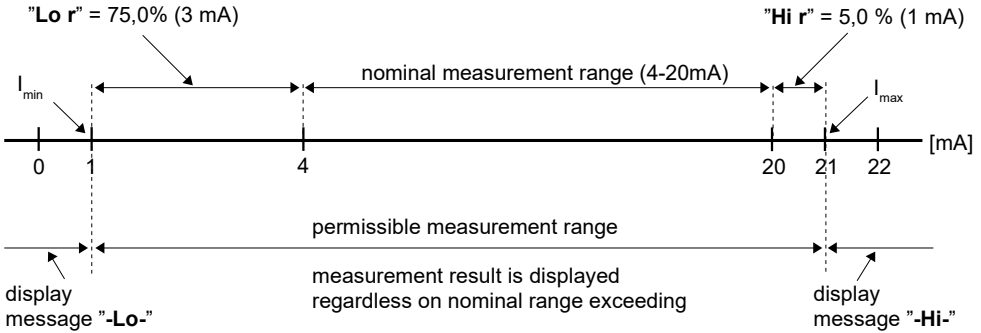 "Lo r" = 75,0% (3 mA)
"Hi r" = 5,0 % (1 mA)
nominal measurement range (4-20mA)
Imin
Imax
[mA]
0 1 4 20 21 22
permissible measurement range
measurement result is displayed
regardless on nominal range exceeding
display
message "-Lo-"
display
message "-Hi-"